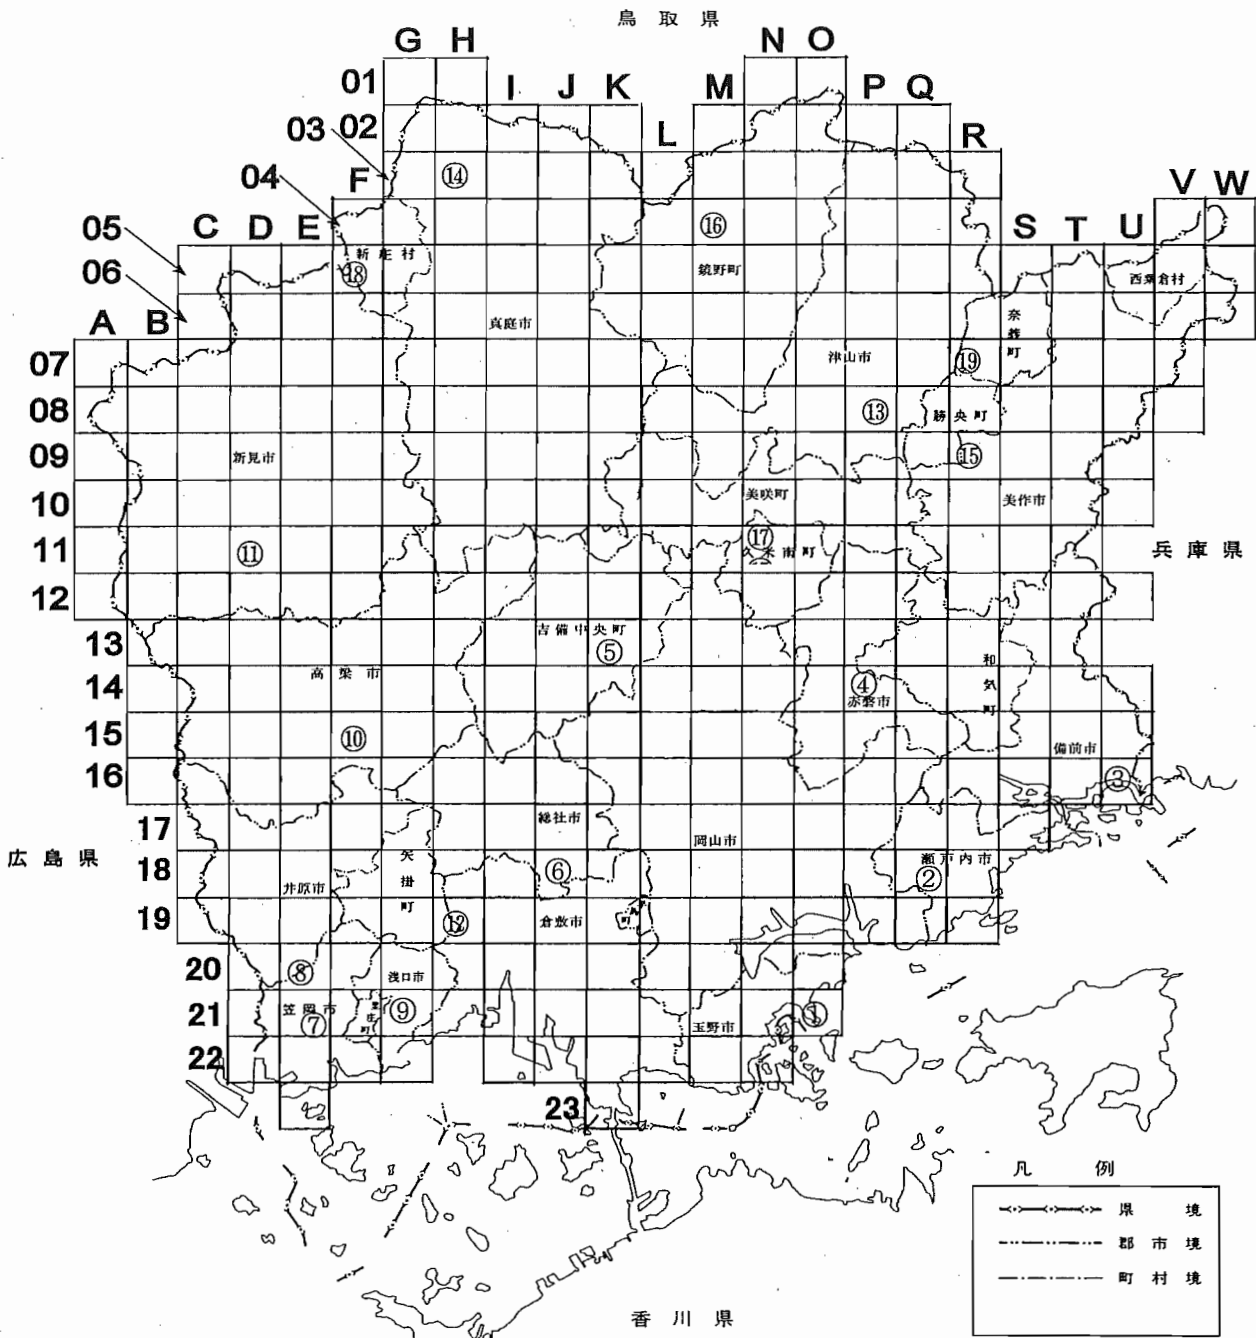 鳥取県
G H N O
01 I J K M P Q
03 02 L R
04 F ⑭ V W
05 C D E ⑯ S T U
新庄村 ⑱ 鏡野町 西粟倉村
06 A B 真庭市 奈義町
07 津山市 ⑲
08 ⑬ 勝央町
09 新見市 ⑮
10 美咲町 美作市
11 ⑪ ⑰ 久米南町 兵庫県
12
13 吉備中央町 ⑤ 和気町
14 高梁市 ④ 赤磐市
15 ⑩ 備前市
16 ③
17 総社市 岡山市
広島県
18 井原市 矢掛町 ⑥ ② 瀬戸内市
19 ⑫ 倉敷市
20 ⑧ 浅口市
21 笠岡市 ⑦ 里庄町 ⑨ 玉野市 ①
22
23
凡例
県境
郡市境
町村境
香川県